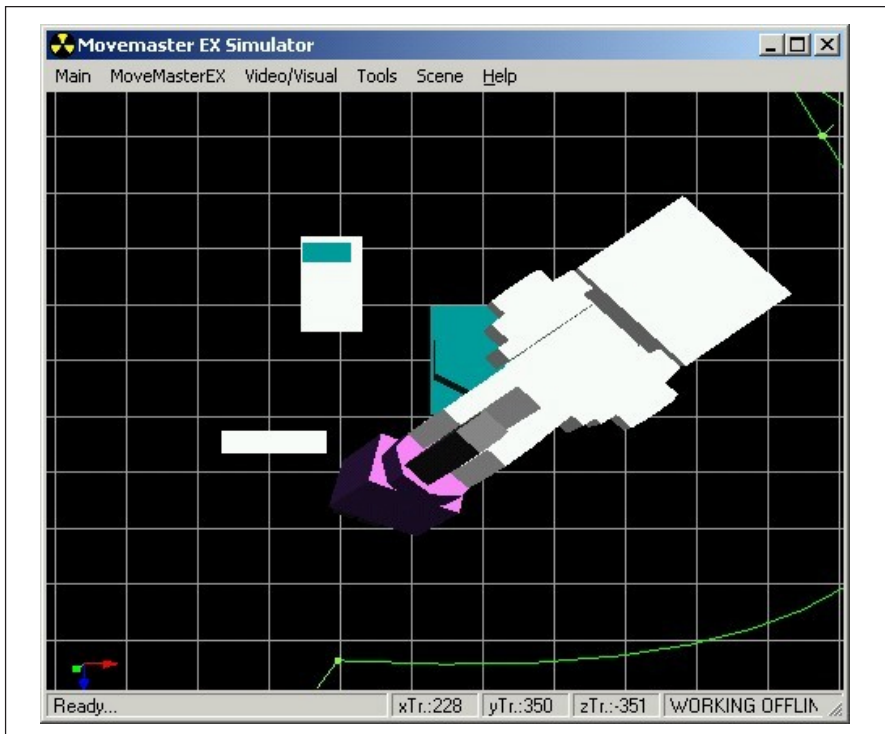 Movemaster EX Simulator
Main MoveMasterEX Video/Visual Tools Scene Help
Ready... xTr.:228 yTr.:350 zTr.:-351 WORKING OFFLIN